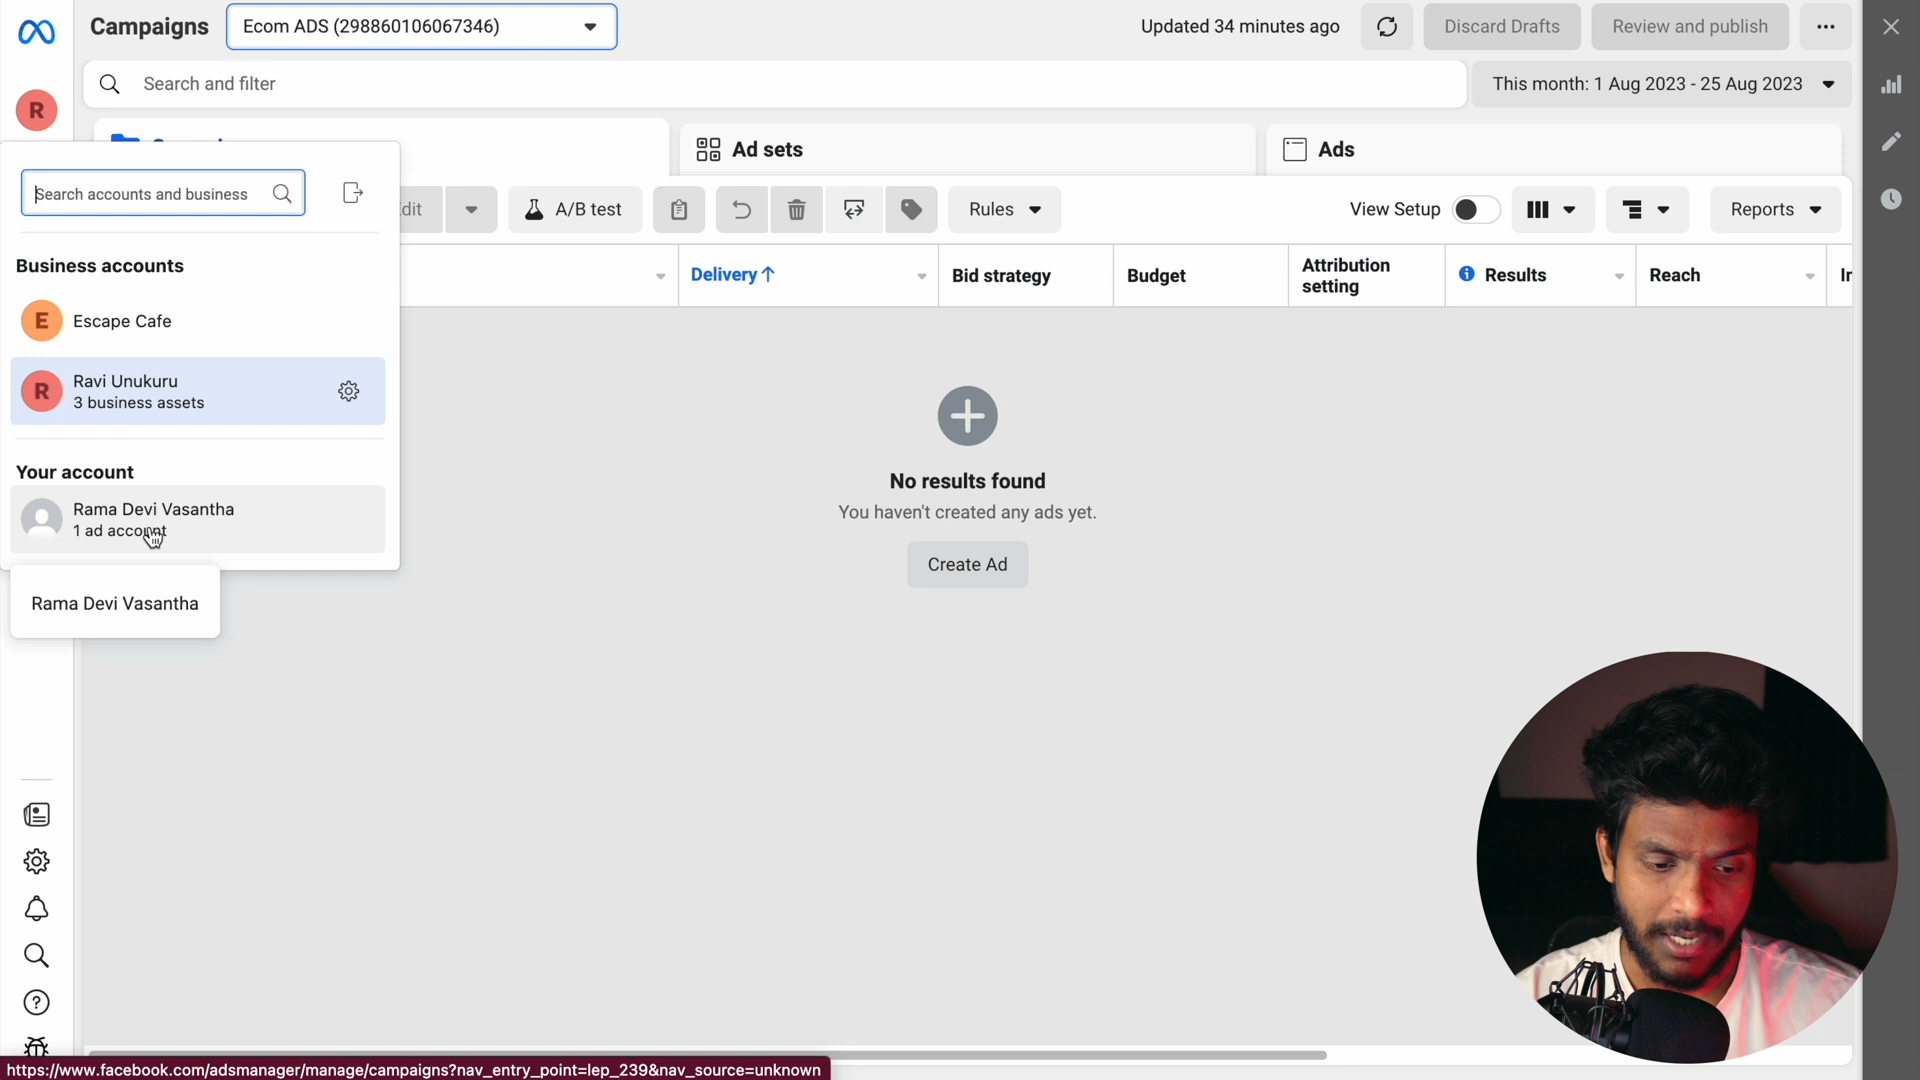 Campaigns
Ecom ADS (298860106067346)
Updated 34 minutes ago
Discard Drafts
Review and publish
Search and filter
This month: 1 Aug 2023 - 25 Aug 2023
R
Ad sets
Ads
Search accounts and business
A/B test
Rules
View Setup
Reports
Business accounts
Delivery↑
Bid strategy
Budget
Attribution
setting
Results
Reach
E
Escape Cafe
R
Ravi Unukuru
3 business assets
Your account
Rama Devi Vasantha
1 ad account
Rama Devi Vasantha
No results found
You haven't created any ads yet.
Create Ad
https://www.facebook.com/adsmanager/manage/campaigns?nav_entry_point=lep_239&nav_source=unknown